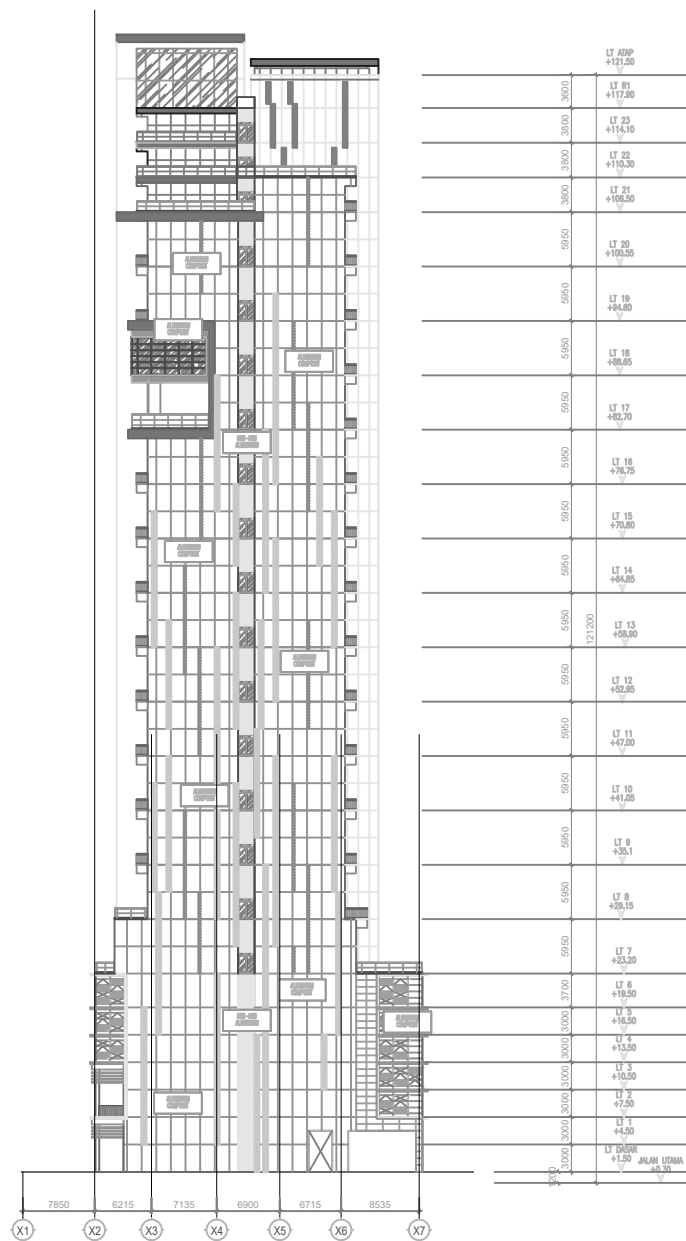 LT ATAP
+121.50
3600
LT R1
+117.90
3800
LT 23
+114.10
3800
LT 22
+110.30
3800
LT 21
+106.50
5950
LT 20
+100.55
5950
LT 19
+94.60
5950
LT 18
+88.65
5950
LT 17
+82.70
5950
LT 16
+76.75
5950
LT 15
+70.80
5950
LT 14
+64.85
5950
121200
LT 13
+58.90
5950
LT 12
+52.95
5950
LT 11
+47.00
5950
LT 10
+41.05
5950
LT 9
+35.1
5950
LT 8
+29.15
5950
LT 7
+23.20
3700
LT 6
+19.50
3000
LT 5
+16.50
3000
LT 4
+13.50
3000
LT 3
+10.50
3000
LT 2
+7.50
3000
LT 1
+4.50
3000
LT DASAR
+1.50
1200
JALAN UTAMA
+0.30
7850 6215 7135 6900 6715 8535
X1 X2 X3 X4 X5 X6 X7